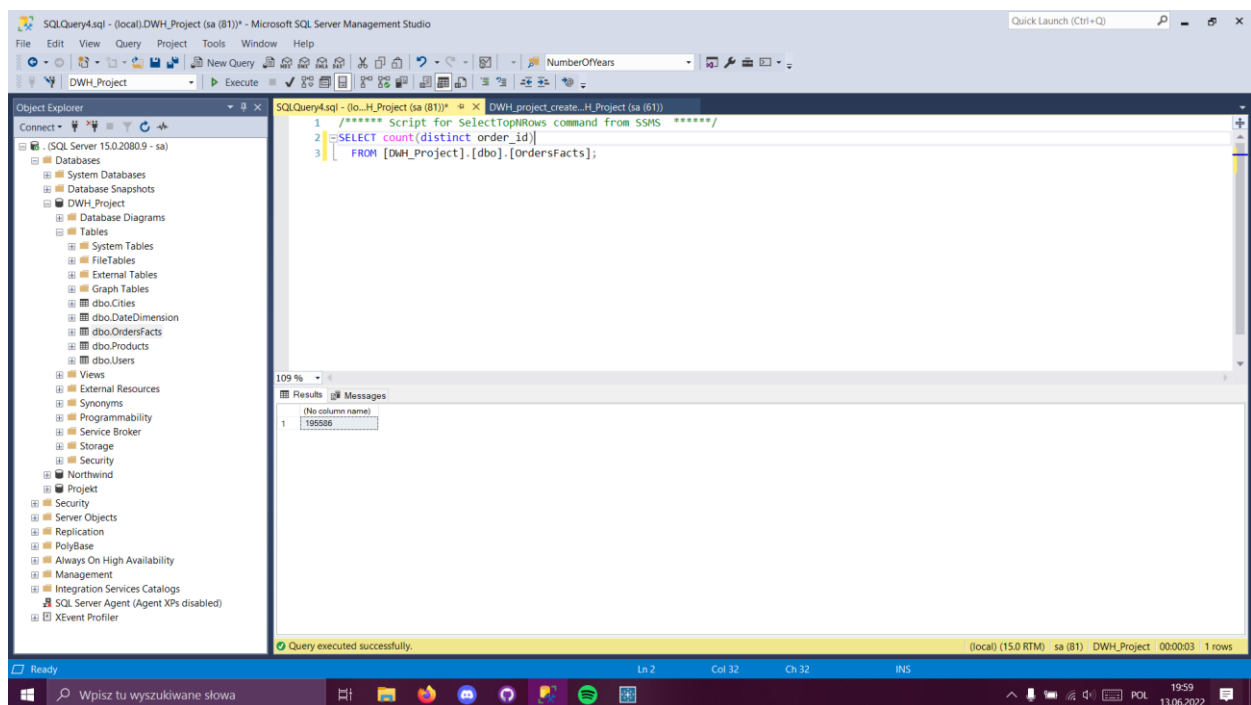 SQLQuery4.sql - (local).DWH_Project (sa (81))* - Microsoft SQL Server Management Studio
Quick Launch (Ctrl+Q)
File Edit View Query Project Tools Window Help
New Query
NumberOfYears
DWH_Project
Execute
Object Explorer
SQLQuery4.sql - (lo...H_Project (sa (81))* DWH_project_create...H_Project (sa (61))
Connect
1 /****** Script for SelectTopNRows command from SSMS ******/
2 SELECT count(distinct order_id)
3 FROM [DWH_Project].[dbo].[OrdersFacts];
. (SQL Server 15.0.2080.9 - sa)
Databases
System Databases
Database Snapshots
DWH_Project
Database Diagrams
Tables
System Tables
FileTables
External Tables
Graph Tables
dbo.Cities
dbo.DateDimension
dbo.OrdersFacts
dbo.Products
dbo.Users
Views
External Resources
Synonyms
Programmability
Service Broker
Storage
Security
Northwind
Projekt
Security
Server Objects
Replication
PolyBase
Always On High Availability
Management
Integration Services Catalogs
SQL Server Agent (Agent XPs disabled)
XEvent Profiler
109 %
Results Messages
(No column name)
1 195586
Query executed successfully.
(local) (15.0 RTM) sa (81) DWH_Project 00:00:03 1 rows
Ready
Ln 2 Col 32 Ch 32 INS
Wpisz tu wyszukiwane słowa
POL
19:59
13.06.2022